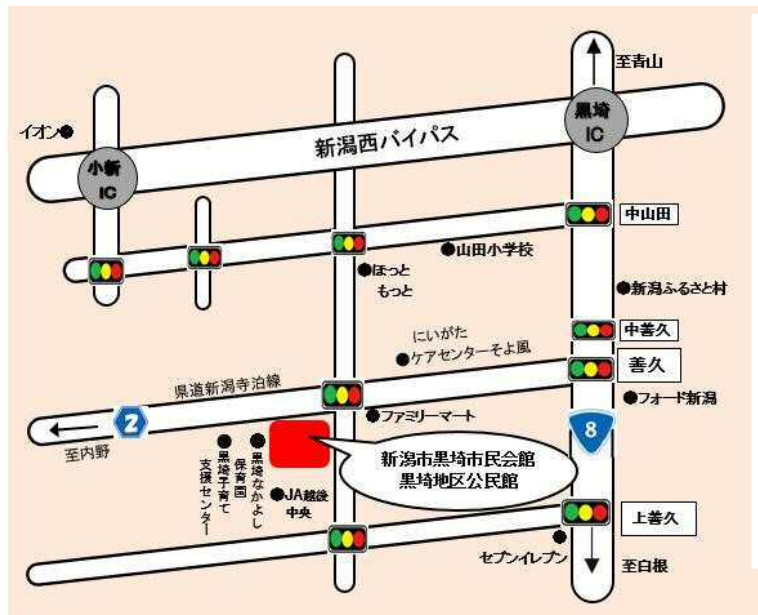 至青山
黒埼
IC
イオン
新潟西バイパス
小新
IC
中山田
山田小学校
ほっと
もっと
新潟ふるさと村
中善久
にいがた
ケアセンターそよ風
善久
県道新潟寺泊線
フォード新潟
ファミリーマート
2
8
至内野
新潟市黒埼市民会館
黒埼地区公民館
黒埼なかよし
保育園
黒埼子育て
支援センター
JA越後
中央
上善久
セブンイレブン
至白根